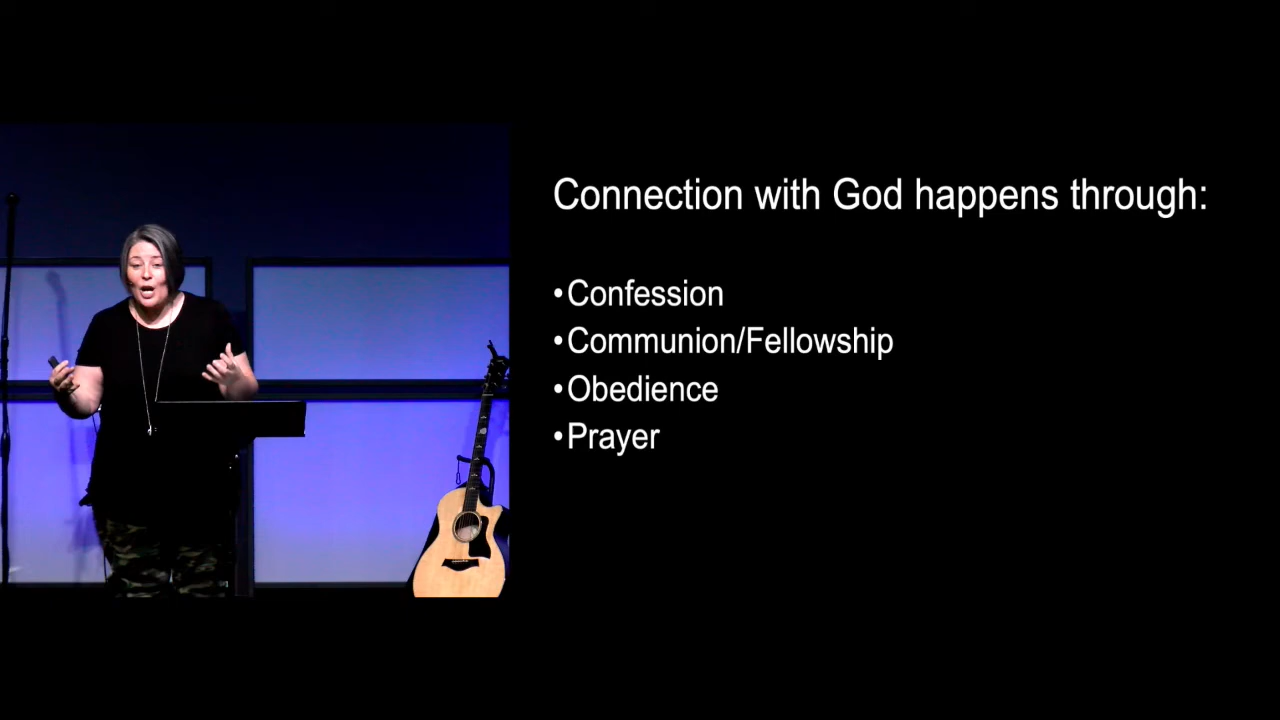 Connection with God happens through:
•Confession
•Communion/Fellowship
•Obedience
•Prayer